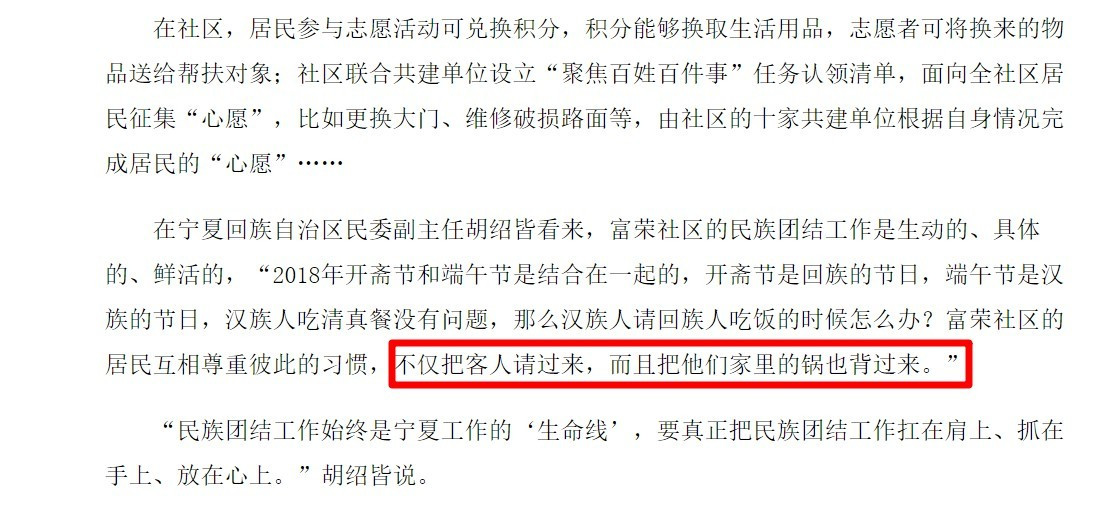 在社区，居民参与志愿活动可兑换积分，积分能够换取生活用品，志愿者可将换来的物
品送给帮扶对象；社区联合共建单位设立“聚焦百姓百件事”任务认领清单，面向全社区居
民征集“心愿”，比如更换大门、维修破损路面等，由社区的十家共建单位根据自身情况完
成居民的“心愿”……
在宁夏回族自治区民委副主任胡绍皆看来，富荣社区的民族团结工作是生动的、具体
的、鲜活的，“2018年开斋节和端午节是结合在一起的，开斋节是回族的节日，端午节是汉
族的节日，汉族人吃清真餐没有问题，那么汉族人请回族人吃饭的时候怎么办？富荣社区的
居民互相尊重彼此的习惯，不仅把客人请过来，而且把他们家里的锅也背过来。”
“民族团结工作始终是宁夏工作的‘生命线’，要真正把民族团结工作扛在肩上、抓在
手上、放在心上。”胡绍皆说。